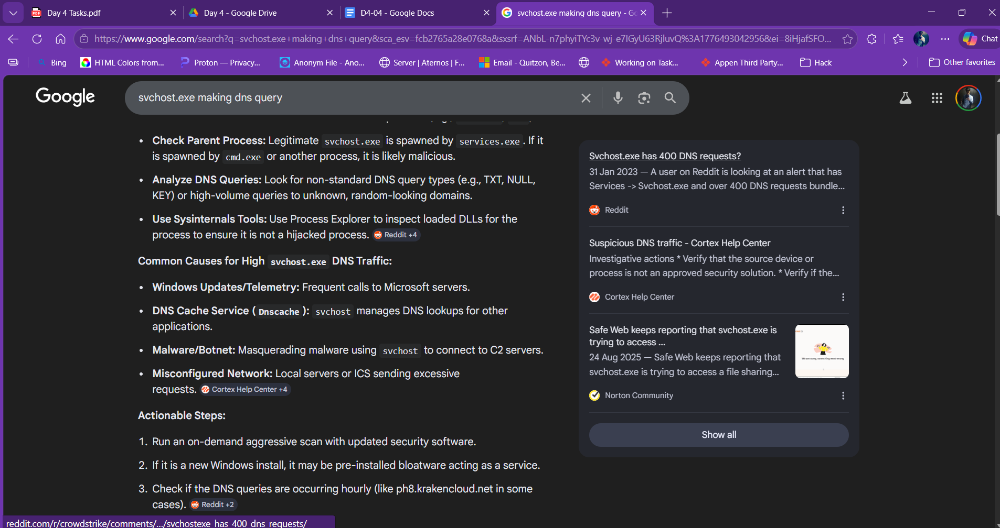 Day 4 Tasks.pdf
Day 4 - Google Drive
D4-04 - Google Docs
svchost.exe making dns query - Go
https://www.google.com/search?q=svchost.exe+making+dns+query&sca_esv=fcb2765a28e0768a&sxsrf=ANbL-n7phyiTYc3v-wj-e7IGyU63RjluvQ%3A1776493042956&ei=8iHjafSFO...
Chat
Bing
HTML Colors from...
Proton — Privacy...
Anonym File - Ano...
Server | Aternos | F...
Email - Quitzon, Be...
Working on Task...
Appen Third Party...
Hack
Other favorites
Google
svchost.exe making dns query
Check Parent Process: Legitimate svchost.exe is spawned by services.exe. If it
is spawned by cmd.exe or another process, it is likely malicious.
Analyze DNS Queries: Look for non-standard DNS query types (e.g., TXT, NULL,
KEY) or high-volume queries to unknown, random-looking domains.
Use Sysinternals Tools: Use Process Explorer to inspect loaded DLLs for the
process to ensure it is not a hijacked process. Reddit +4
Common Causes for High svchost.exe DNS Traffic:
Windows Updates/Telemetry: Frequent calls to Microsoft servers.
DNS Cache Service (Dnscache): svchost manages DNS lookups for other
applications.
Malware/Botnet: Masquerading malware using svchost to connect to C2 servers.
Misconfigured Network: Local servers or ICS sending excessive
requests. Cortex Help Center +4
Actionable Steps:
1. Run an on-demand aggressive scan with updated security software.
2. If it is a new Windows install, it may be pre-installed bloatware acting as a service.
3. Check if the DNS queries are occurring hourly (like ph8.krakencloud.net in some
cases). Reddit +2
Svchost.exe has 400 DNS requests?
31 Jan 2023 — A user on Reddit is looking at an alert that has
Services -> Svchost.exe and over 400 DNS requests bundle...
Reddit
Suspicious DNS traffic - Cortex Help Center
Investigative actions * Verify that the source device or
process is not an approved security solution. * Verify if the...
Cortex Help Center
Safe Web keeps reporting that svchost.exe is
trying to access ...
24 Aug 2025 — Safe Web keeps reporting that
svchost.exe is trying to access a file sharing...
We are sorry, something went wrong
Norton Community
Show all
reddit.com/r/crowdstrike/comments/.../svchostexe_has_400_dns_requests/